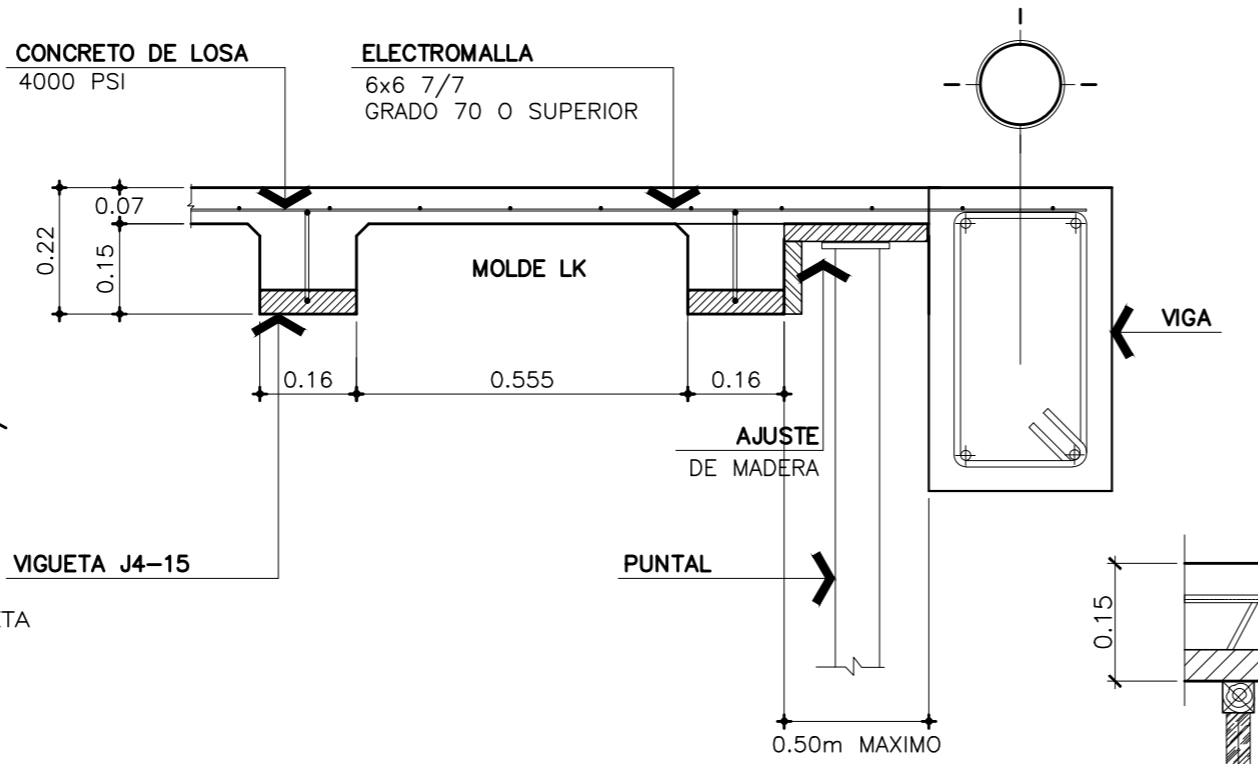 CONCRETO DE LOSA
4000 PSI
ELECTROMALLA
6x6 7/7
GRADO 70 O SUPERIOR
0.22
0.07
0.15
MOLDE LK
VIGA
0.16
0.555
0.16
AJUSTE
DE MADERA
VIGUETA J4-15
PUNTAL
0.15
0.50m MAXIMO